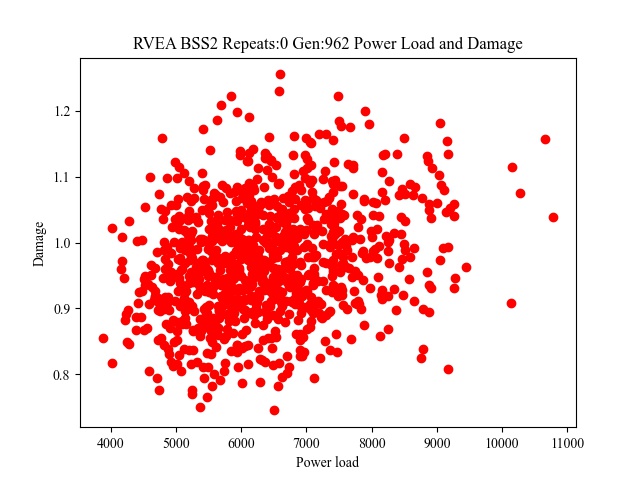 RVEA BSS2 Repeats:0 Gen:962 Power Load and Damage
1.2
1.1
1.0
0.9
0.8
Damage
4000 5000 6000 7000 8000 9000 10000 11000
Power load